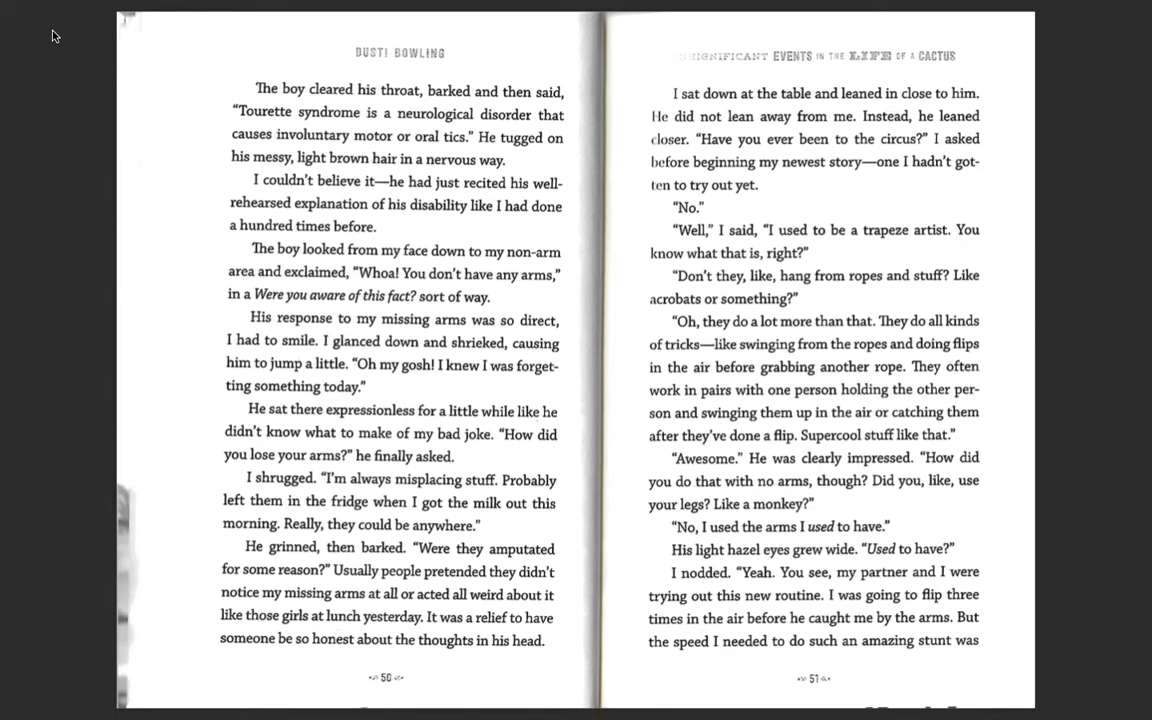 DUSTI BOWLING
The boy cleared his throat, barked and then said,
“Tourette syndrome is a neurological disorder that
causes involuntary motor or oral tics.” He tugged on
his messy, light brown hair in a nervous way.
I couldn’t believe it—he had just recited his well-
rehearsed explanation of his disability like I had done
a hundred times before.
The boy looked from my face down to my non-arm
area and exclaimed, “Whoa! You don’t have any arms,”
in a Were you aware of this fact? sort of way.
His response to my missing arms was so direct,
I had to smile. I glanced down and shrieked, causing
him to jump a little. “Oh my gosh! I knew I was forget-
ting something today.”
He sat there expressionless for a little while like he
didn’t know what to make of my bad joke. “How did
you lose your arms?” he finally asked.
I shrugged. “I’m always misplacing stuff. Probably
left them in the fridge when I got the milk out this
morning. Really, they could be anywhere.”
He grinned, then barked. “Were they amputated
for some reason?” Usually people pretended they didn’t
notice my missing arms at all or acted all weird about it
like those girls at lunch yesterday. It was a relief to have
someone be so honest about the thoughts in his head.
50
EVENTS IN THE LIFE OF A CACTUS
I sat down at the table and leaned in close to him.
He did not lean away from me. Instead, he leaned
closer. “Have you ever been to the circus?” I asked
before beginning my newest story—one I hadn’t got-
ten to try out yet.
“No.”
“Well,” I said, “I used to be a trapeze artist. You
know what that is, right?”
“Don’t they, like, hang from ropes and stuff? Like
acrobats or something?”
“Oh, they do a lot more than that. They do all kinds
of tricks—like swinging from the ropes and doing flips
in the air before grabbing another rope. They often
work in pairs with one person holding the other per-
son and swinging them up in the air or catching them
after they’ve done a flip. Supercool stuff like that.”
“Awesome.” He was clearly impressed. “How did
you do that with no arms, though? Did you, like, use
your legs? Like a monkey?”
“No, I used the arms I used to have.”
His light hazel eyes grew wide. “Used to have?”
I nodded. “Yeah. You see, my partner and I were
trying out this new routine. I was going to flip three
times in the air before he caught me by the arms. But
the speed I needed to do such an amazing stunt was
51